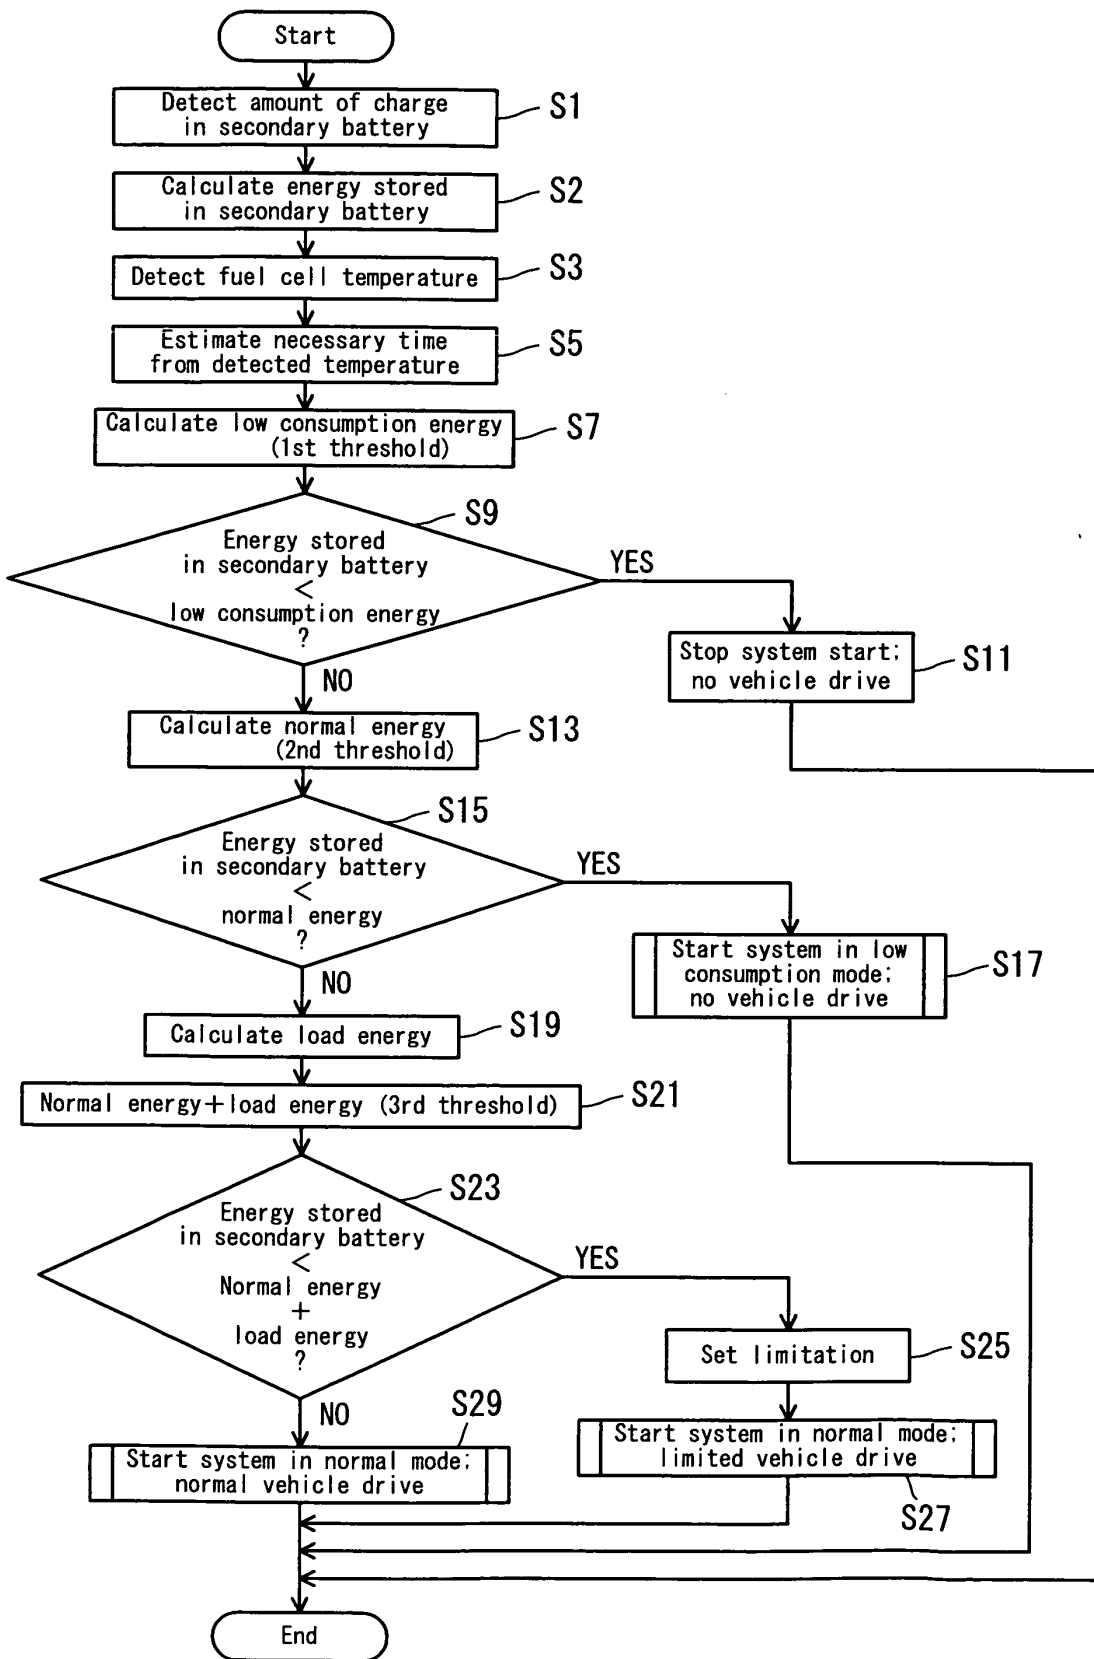 Start
Detect amount of charge
in secondary battery
S1
Calculate energy stored
in secondary battery
S2
Detect fuel cell temperature
S3
Estimate necessary time
from detected temperature
S5
Calculate low consumption energy
(1st threshold)
S7
S9
Energy stored
in secondary battery
<
low consumption energy
?
YES
NO
Stop system start;
no vehicle drive
S11
Calculate normal energy
(2nd threshold)
S13
S15
Energy stored
in secondary battery
<
normal energy
?
YES
NO
Start system in low
consumption mode;
no vehicle drive
S17
Calculate load energy
S19
Normal energy+load energy (3rd threshold)
S21
S23
Energy stored
in secondary battery
<
Normal energy
+
load energy
?
YES
NO
Set limitation
S25
S29
Start system in normal mode;
normal vehicle drive
Start system in normal mode;
limited vehicle drive
S27
End